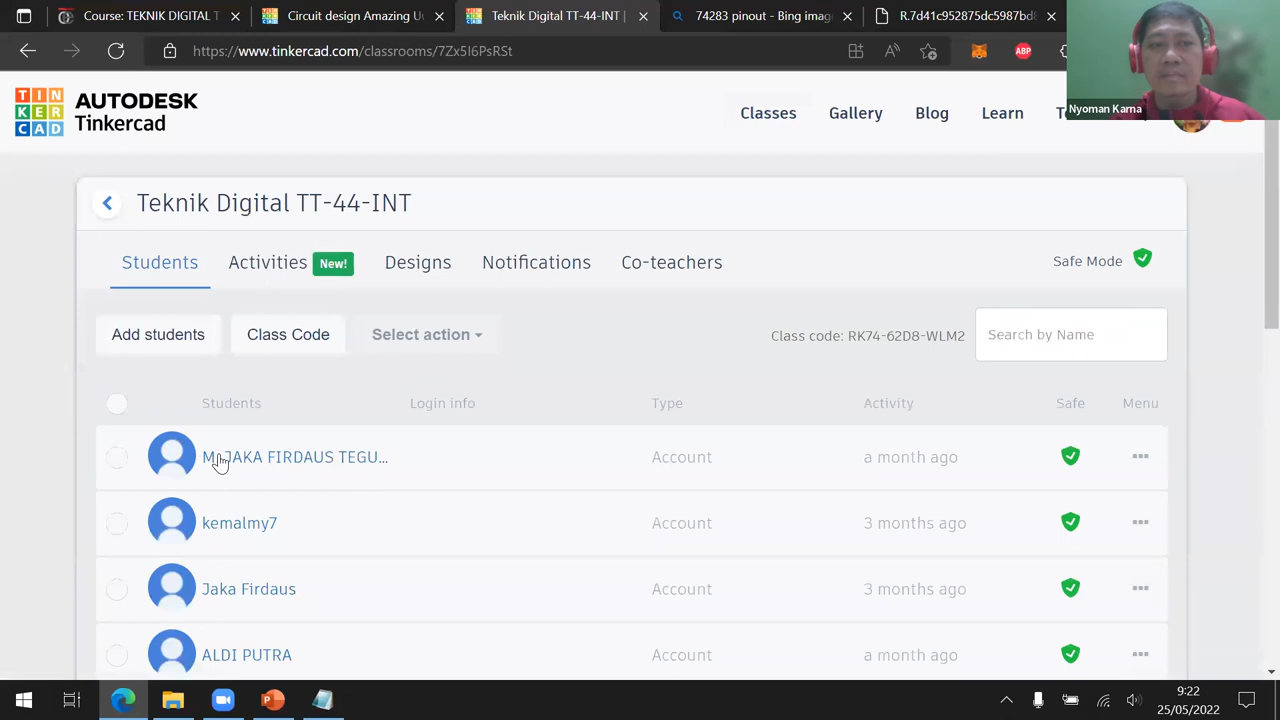 Course: TEKNIK DIGITAL T
Circuit design Amazing U
Teknik Digital TT-44-INT |
74283 pinout - Bing imag
R.7d41c952875dc5987bd8
https://www.tinkercad.com/classrooms/7Zx5I6PsRSt
ABP
Nyoman Karna
TIN
KER
CAD
AUTODESK
Tinkercad
Classes
Gallery
Blog
Learn
Teknik Digital TT-44-INT
Students
Activities
New!
Designs
Notifications
Co-teachers
Safe Mode
Add students
Class Code
Select action
Class code: RK74-62D8-WLM2
Search by Name
Students
Login info
Type
Activity
Safe
Menu
JAKA FIRDAUS TEGU...
Account
a month ago
kemalmy7
Account
3 months ago
Jaka Firdaus
Account
3 months ago
ALDI PUTRA
Account
a month ago
9:22
25/05/2022